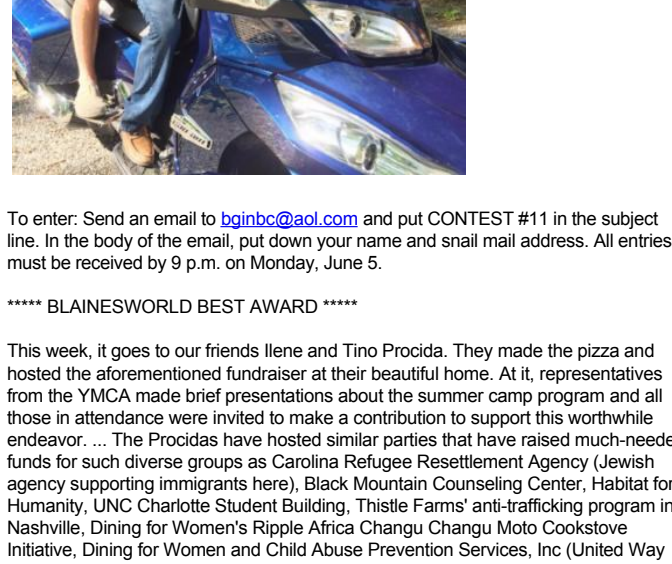 To enter: Send an email to bginbc@aol.com and put CONTEST #11 in the subject
line. In the body of the email, put down your name and snail mail address. All entries
must be received by 9 p.m. on Monday, June 5.
***** BLAINESWORLD BEST AWARD *****
This week, it goes to our friends Ilene and Tino Procida. They made the pizza and
hosted the aforementioned fundraiser at their beautiful home. At it, representatives
from the YMCA made brief presentations about the summer camp program and all
those in attendance were invited to make a contribution to support this worthwhile
endeavor. ... The Procidas have hosted similar parties that have raised much-neede
funds for such diverse groups as Carolina Refugee Resettlement Agency (Jewish
agency supporting immigrants here), Black Mountain Counseling Center, Habitat for
Humanity, UNC Charlotte Student Building, Thistle Farms' anti-trafficking program in
Nashville, Dining for Women's Ripple Africa Changu Changu Moto Cookstove
Initiative, Dining for Women and Child Abuse Prevention Services, Inc (United Way